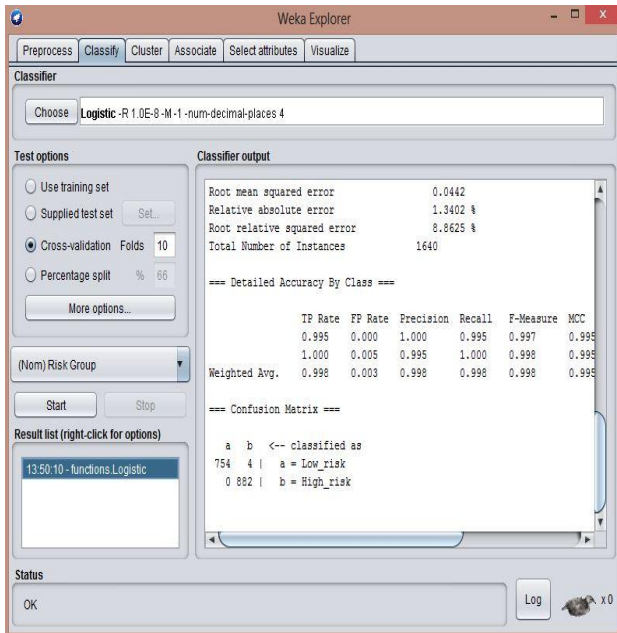 Weka Explorer
Preprocess Classify Cluster Associate Select attributes Visualize
Classifier
Choose Logistic -R 1.0E-8 -M -1 -num-decimal-places 4
Test options
Use training set
Supplied test set Set...
Cross-validation Folds 10
Percentage split % 66
More options...
(Nom) Risk Group
Start Stop
Result list (right-click for options)
13:50:10 - functions.Logistic
Classifier output
Root mean squared error 0.0442
Relative absolute error 1.3402 %
Root relative squared error 8.8625 %
Total Number of Instances 1640
=== Detailed Accuracy By Class ===
TP Rate FP Rate Precision Recall F-Measure MCC
0.995 0.000 1.000 0.995 0.997 0.995
1.000 0.005 0.995 1.000 0.998 0.995
Weighted Avg. 0.998 0.003 0.998 0.998 0.998 0.995
=== Confusion Matrix ===
a b <-- classified as
754 4 | a = Low_risk
0 882 | b = High_risk
Status
OK
Log x 0